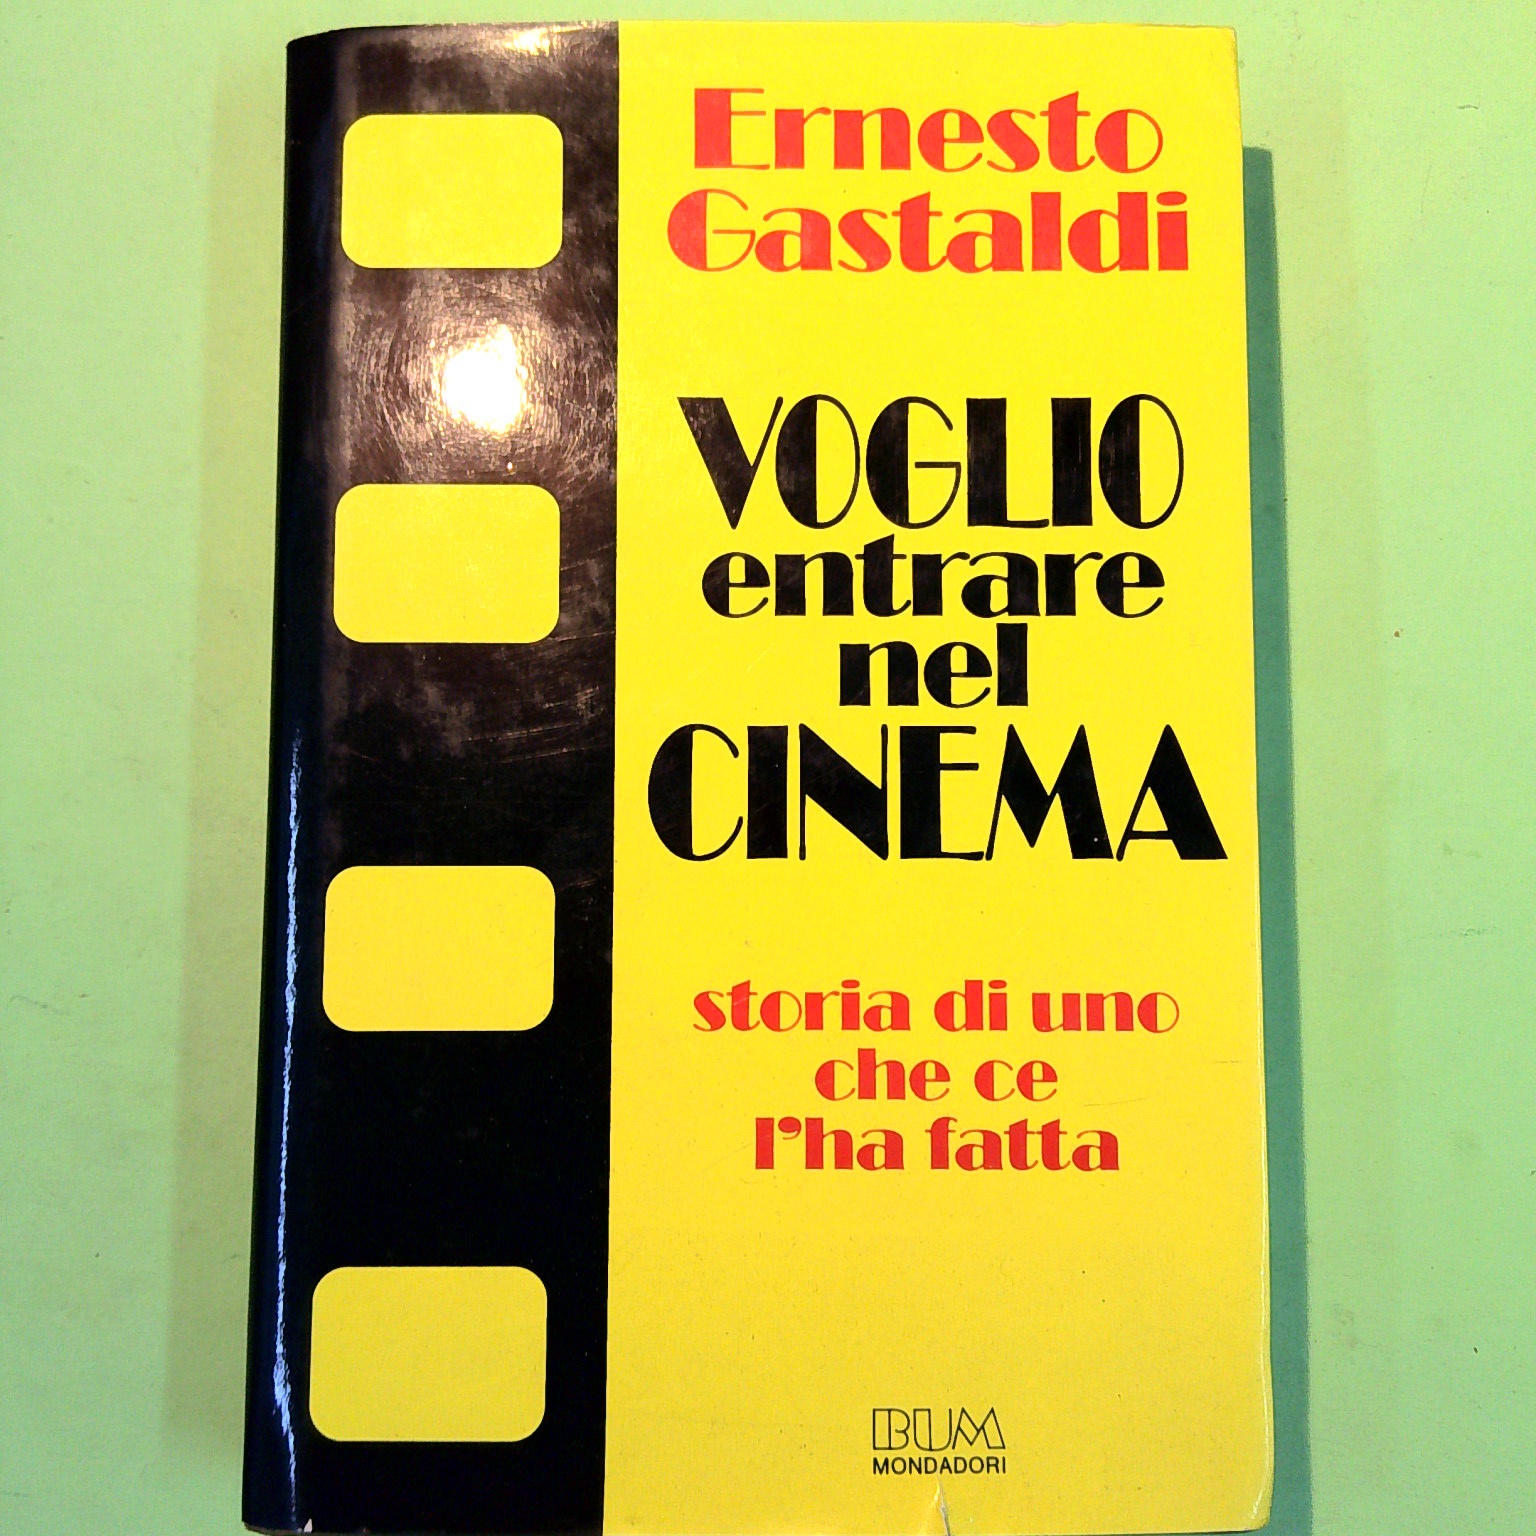 Ernesto
Gastaldi
VOGLIO
entrare
nel
CINEMA
storia di uno
che ce
l'ha fatta
BUM
MONDADORI